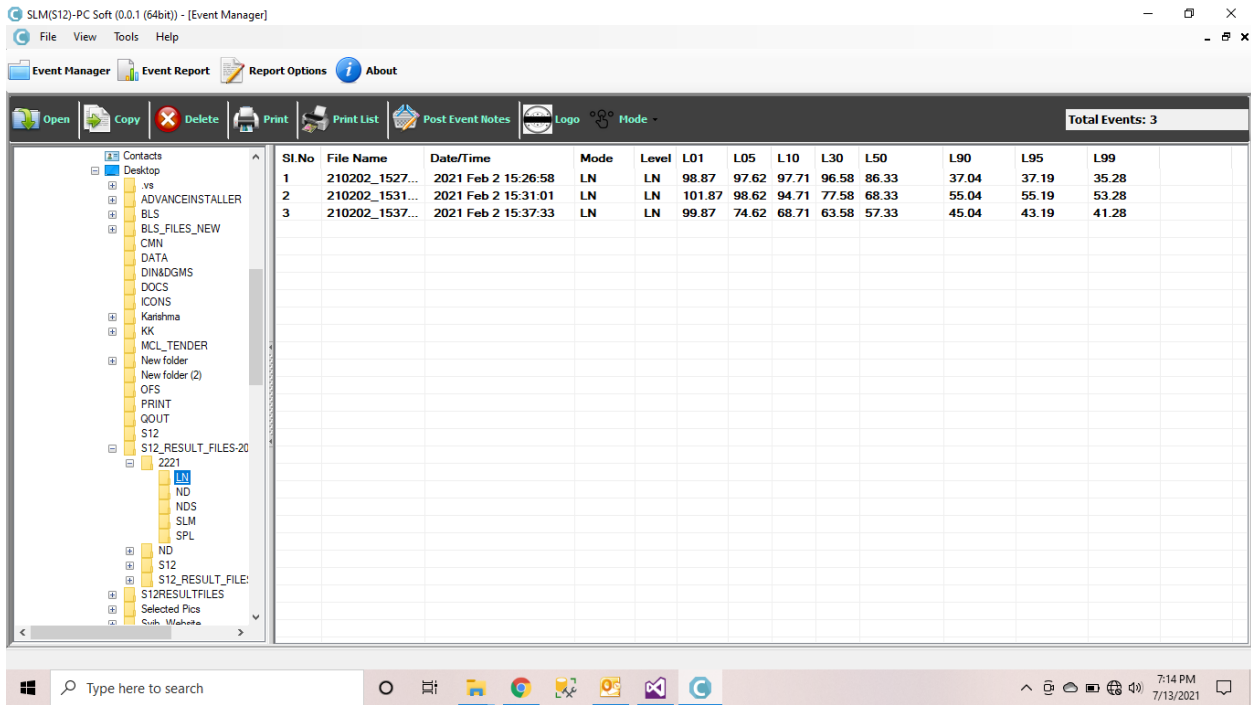 SLM(S12)-PC Soft (0.0.1 (64bit)) - [Event Manager]
File View Tools Help
Event Manager Event Report Report Options About
Open Copy Delete Print Print List Post Event Notes Logo Mode Total Events: 3
Contacts
Desktop
.vs
ADVANCEINSTALLER
BLS
BLS_FILES_NEW
CMN
DATA
DIN&DGMS
DOCS
ICONS
Karishma
KK
MCL_TENDER
New folder
New folder (2)
OFS
PRINT
QOUT
S12
S12_RESULT_FILES-20
2221
LN
ND
NDS
SLM
SPL
ND
S12
S12_RESULT_FILES
S12RESULTFILES
Selected Pics
SI.No File Name Date/Time Mode Level L01 L05 L10 L30 L50 L90 L95 L99
1 210202_1527... 2021 Feb 2 15:26:58 LN LN 98.87 97.62 97.71 96.58 86.33 37.04 37.19 35.28
2 210202_1531... 2021 Feb 2 15:31:01 LN LN 101.87 98.62 94.71 77.58 68.33 55.04 55.19 53.28
3 210202_1537... 2021 Feb 2 15:37:33 LN LN 99.87 74.62 68.71 63.58 57.33 45.04 43.19 41.28
Type here to search
7:14 PM
7/13/2021